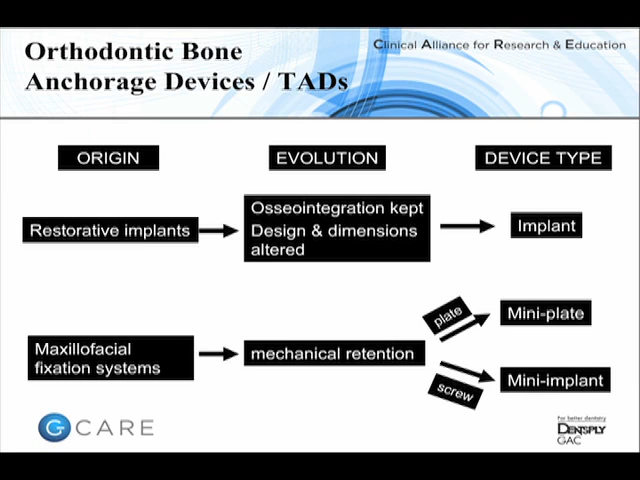 Orthodontic Bone
Anchorage Devices / TADs
Clinical Alliance for Research & Education
ORIGIN
EVOLUTION
DEVICE TYPE
Restorative implants
Osseointegration kept
Design & dimensions
altered
Implant
Maxillofacial
fixation systems
mechanical retention
plate
Mini-plate
screw
Mini-implant
G CARE
For better dentistry
DENTSPLY
GAC